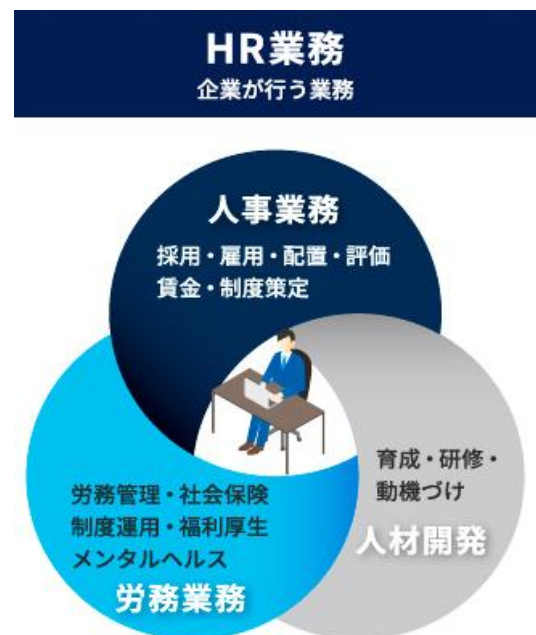 HR業務
企業が行う業務
人事業務
採用・雇用・配置・評価
賃金・制度策定
労務管理・社会保険
制度運用・福利厚生
メンタルヘルス
労務業務
育成・研修・
動機づけ
人材開発